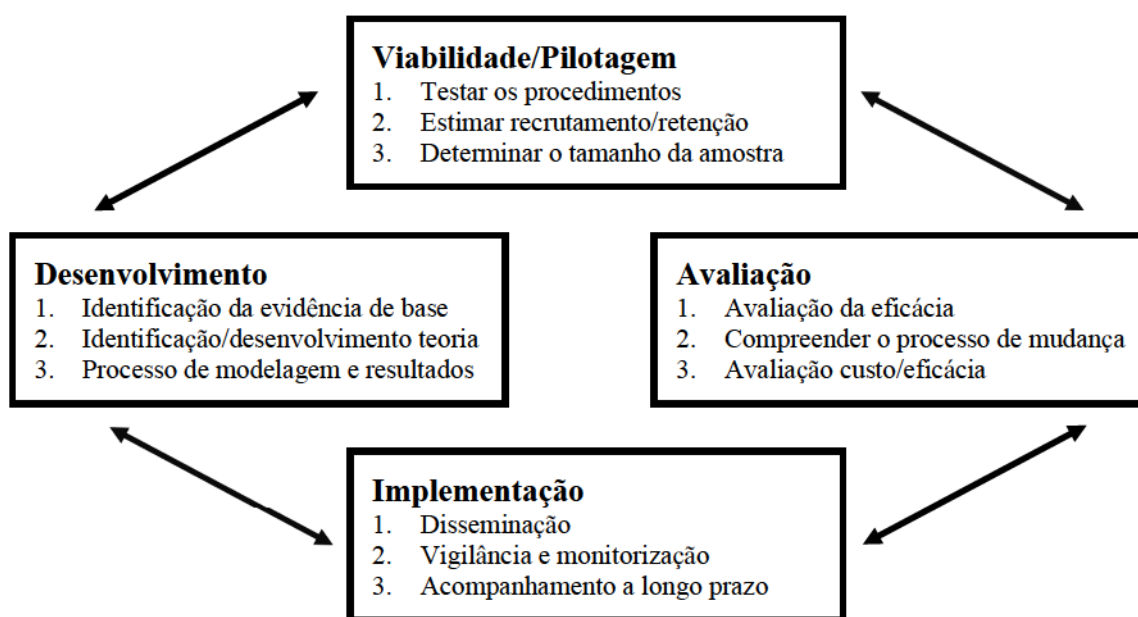 Viabilidade/Pilotagem
1. Testar os procedimentos
2. Estimar recrutamento/retenção
3. Determinar o tamanho da amostra
Desenvolvimento
1. Identificação da evidência de base
2. Identificação/desenvolvimento teoria
3. Processo de modelagem e resultados
Avaliação
1. Avaliação da eficácia
2. Compreender o processo de mudança
3. Avaliação custo/eficácia
Implementação
1. Disseminação
2. Vigilância e monitorização
3. Acompanhamento a longo prazo